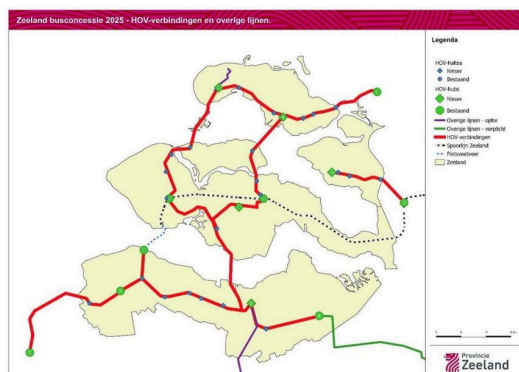 Zeeland busconcessie 2025 - HOV-verbindingen en overige lijnen.
Legenda
HOV-haltes
Nieuw
Bestaand
HOV-hubs
Nieuw
Bestaand
Overige lijnen - optie
Overige lijnen - verplicht
HOV-verbindingen
Spoorlijn Zeeland
Fietsvoetveer
Zeeland
Provincie
Zeeland